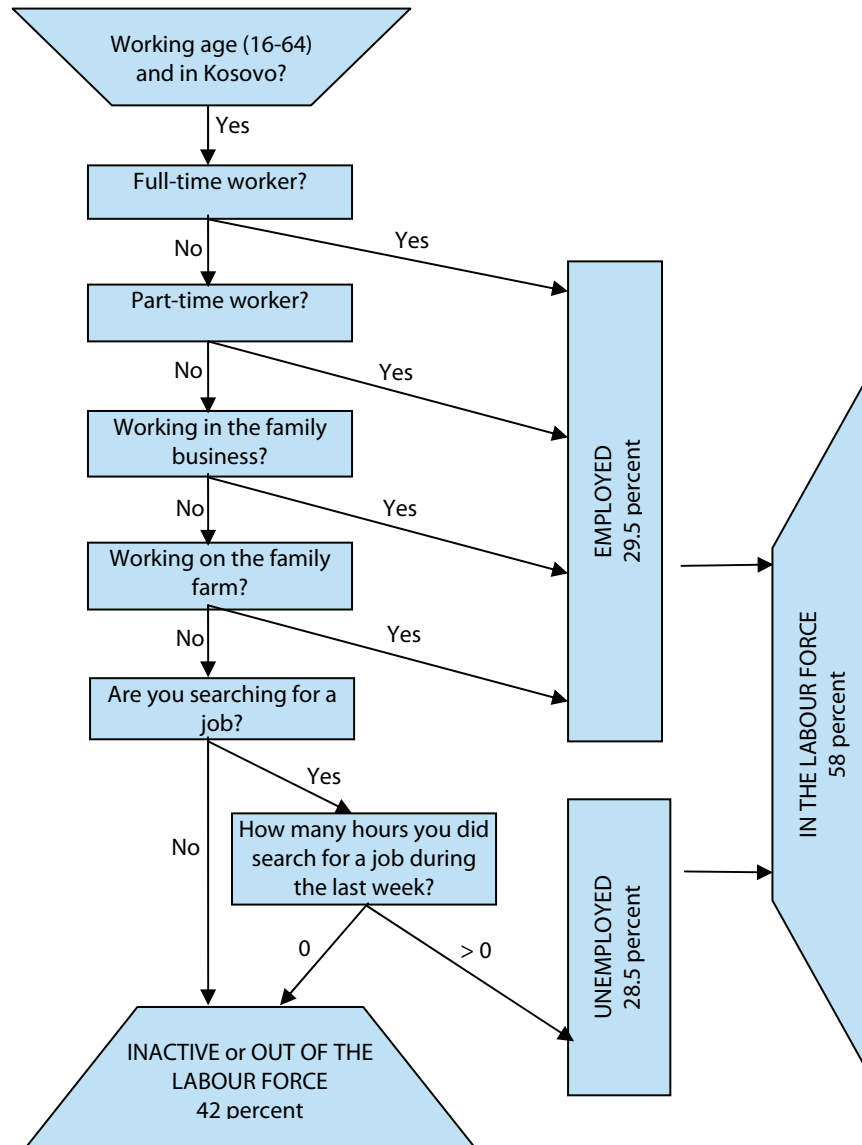 Working age (16-64)
and in Kosovo?
Yes
Full-time worker?
No
Yes
Part-time worker?
No
Yes
Working in the family
business?
No
Yes
Working on the family
farm?
No
Yes
Are you searching for a
job?
Yes
No
How many hours you did
search for a job during
the last week?
0
> 0
INACTIVE or OUT OF THE
LABOUR FORCE
42 percent
EMPLOYED
29.5 percent
UNEMPLOYED
28.5 percent
IN THE LABOUR FORCE
58 percent